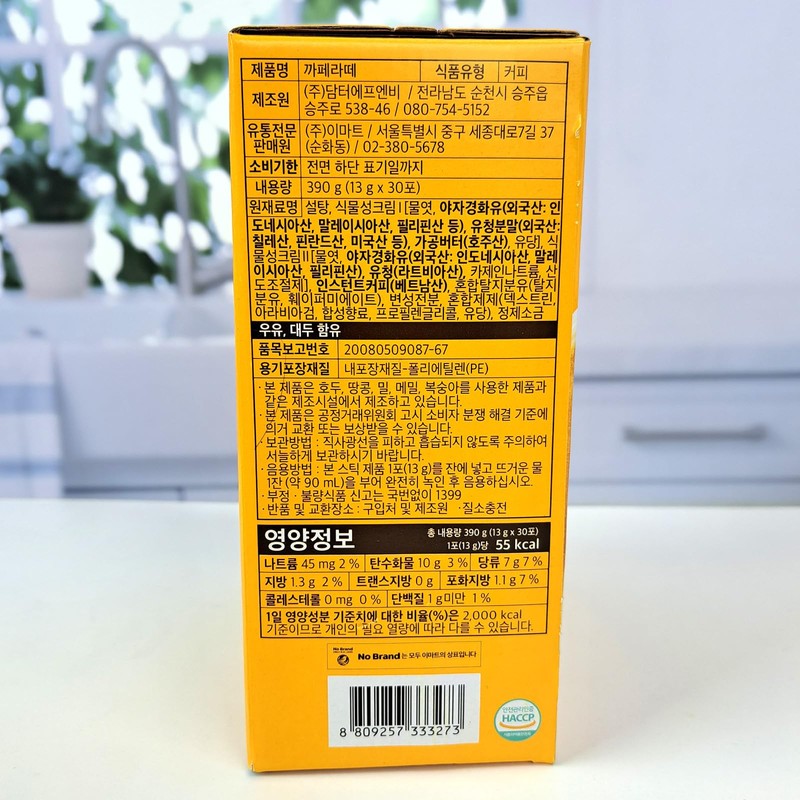 제품명 까페라떼 식품유형 커피
제조원 (주)담터에프엔비 / 전라남도 순천시 승주읍
승주로 538-46 / 080-754-5152
유통전문 (주)이마트 / 서울특별시 중구 세종대로7길 37
판매원 (순화동) / 02-380-5678
소비기한 전면 하단 표기일까지
내용량 390 g (13 g x 30포)
원재료명 설탕, 식물성크림Ⅰ[물엿, 야자경화유(외국산: 인
도네시아산, 말레이시아산, 필리핀산 등), 유청분말(외국산:
칠레산, 핀란드산, 미국산 등), 가공버터(호주산), 유당], 식
물성크림Ⅱ[물엿, 야자경화유(외국산: 인도네시아산, 말레
이시아산, 필리핀산), 유청(라트비아산), 카제인나트륨, 산
도조절제], 인스턴트커피(베트남산), 혼합탈지분유(탈지
분유, 훼이퍼미에이트), 변성전분, 혼합제제(덱스트린,
아라비아검, 합성향료, 프로필렌글리콜, 유당), 정제소금
우유, 대두 함유
품목보고번호 20080509087-67
용기포장재질 내포장재질-폴리에틸렌(PE)
·본 제품은 호두, 땅콩, 밀, 메밀, 복숭아를 사용한 제품과
같은 제조시설에서 제조하고 있습니다.
·본 제품은 공정거래위원회 고시 소비자 분쟁 해결 기준에
의거 교환 또는 보상받을 수 있습니다.
·보관방법 : 직사광선을 피하고 흡습되지 않도록 주의하여
서늘하게 보관하시기 바랍니다.
·음용방법 : 본 스틱 제품 1포(13 g)를 잔에 넣고 뜨거운 물
1잔 (약 90 mL)을 부어 완전히 녹인 후 음용하십시오.
·부정·불량식품 신고는 국번없이 1399
·반품 및 교환장소 : 구입처 및 제조원 ·질소충전
영양정보 총 내용량 390 g (13 g x 30포)
1포(13 g)당 55 kcal
나트륨 45 mg 2 % 탄수화물 10 g 3 % 당류 7 g 7 %
지방 1.3 g 2 % 트랜스지방 0 g 포화지방 1.1 g 7 %
콜레스테롤 0 mg 0 % 단백질 1 g미만 1 %
1일 영양성분 기준치에 대한 비율(%)은 2,000 kcal
기준이므로 개인의 필요 열량에 따라 다를 수 있습니다.
No Brand
No Brand 는 모두 이마트의 상표입니다
8 809257 333273
안전관리인증
HACCP